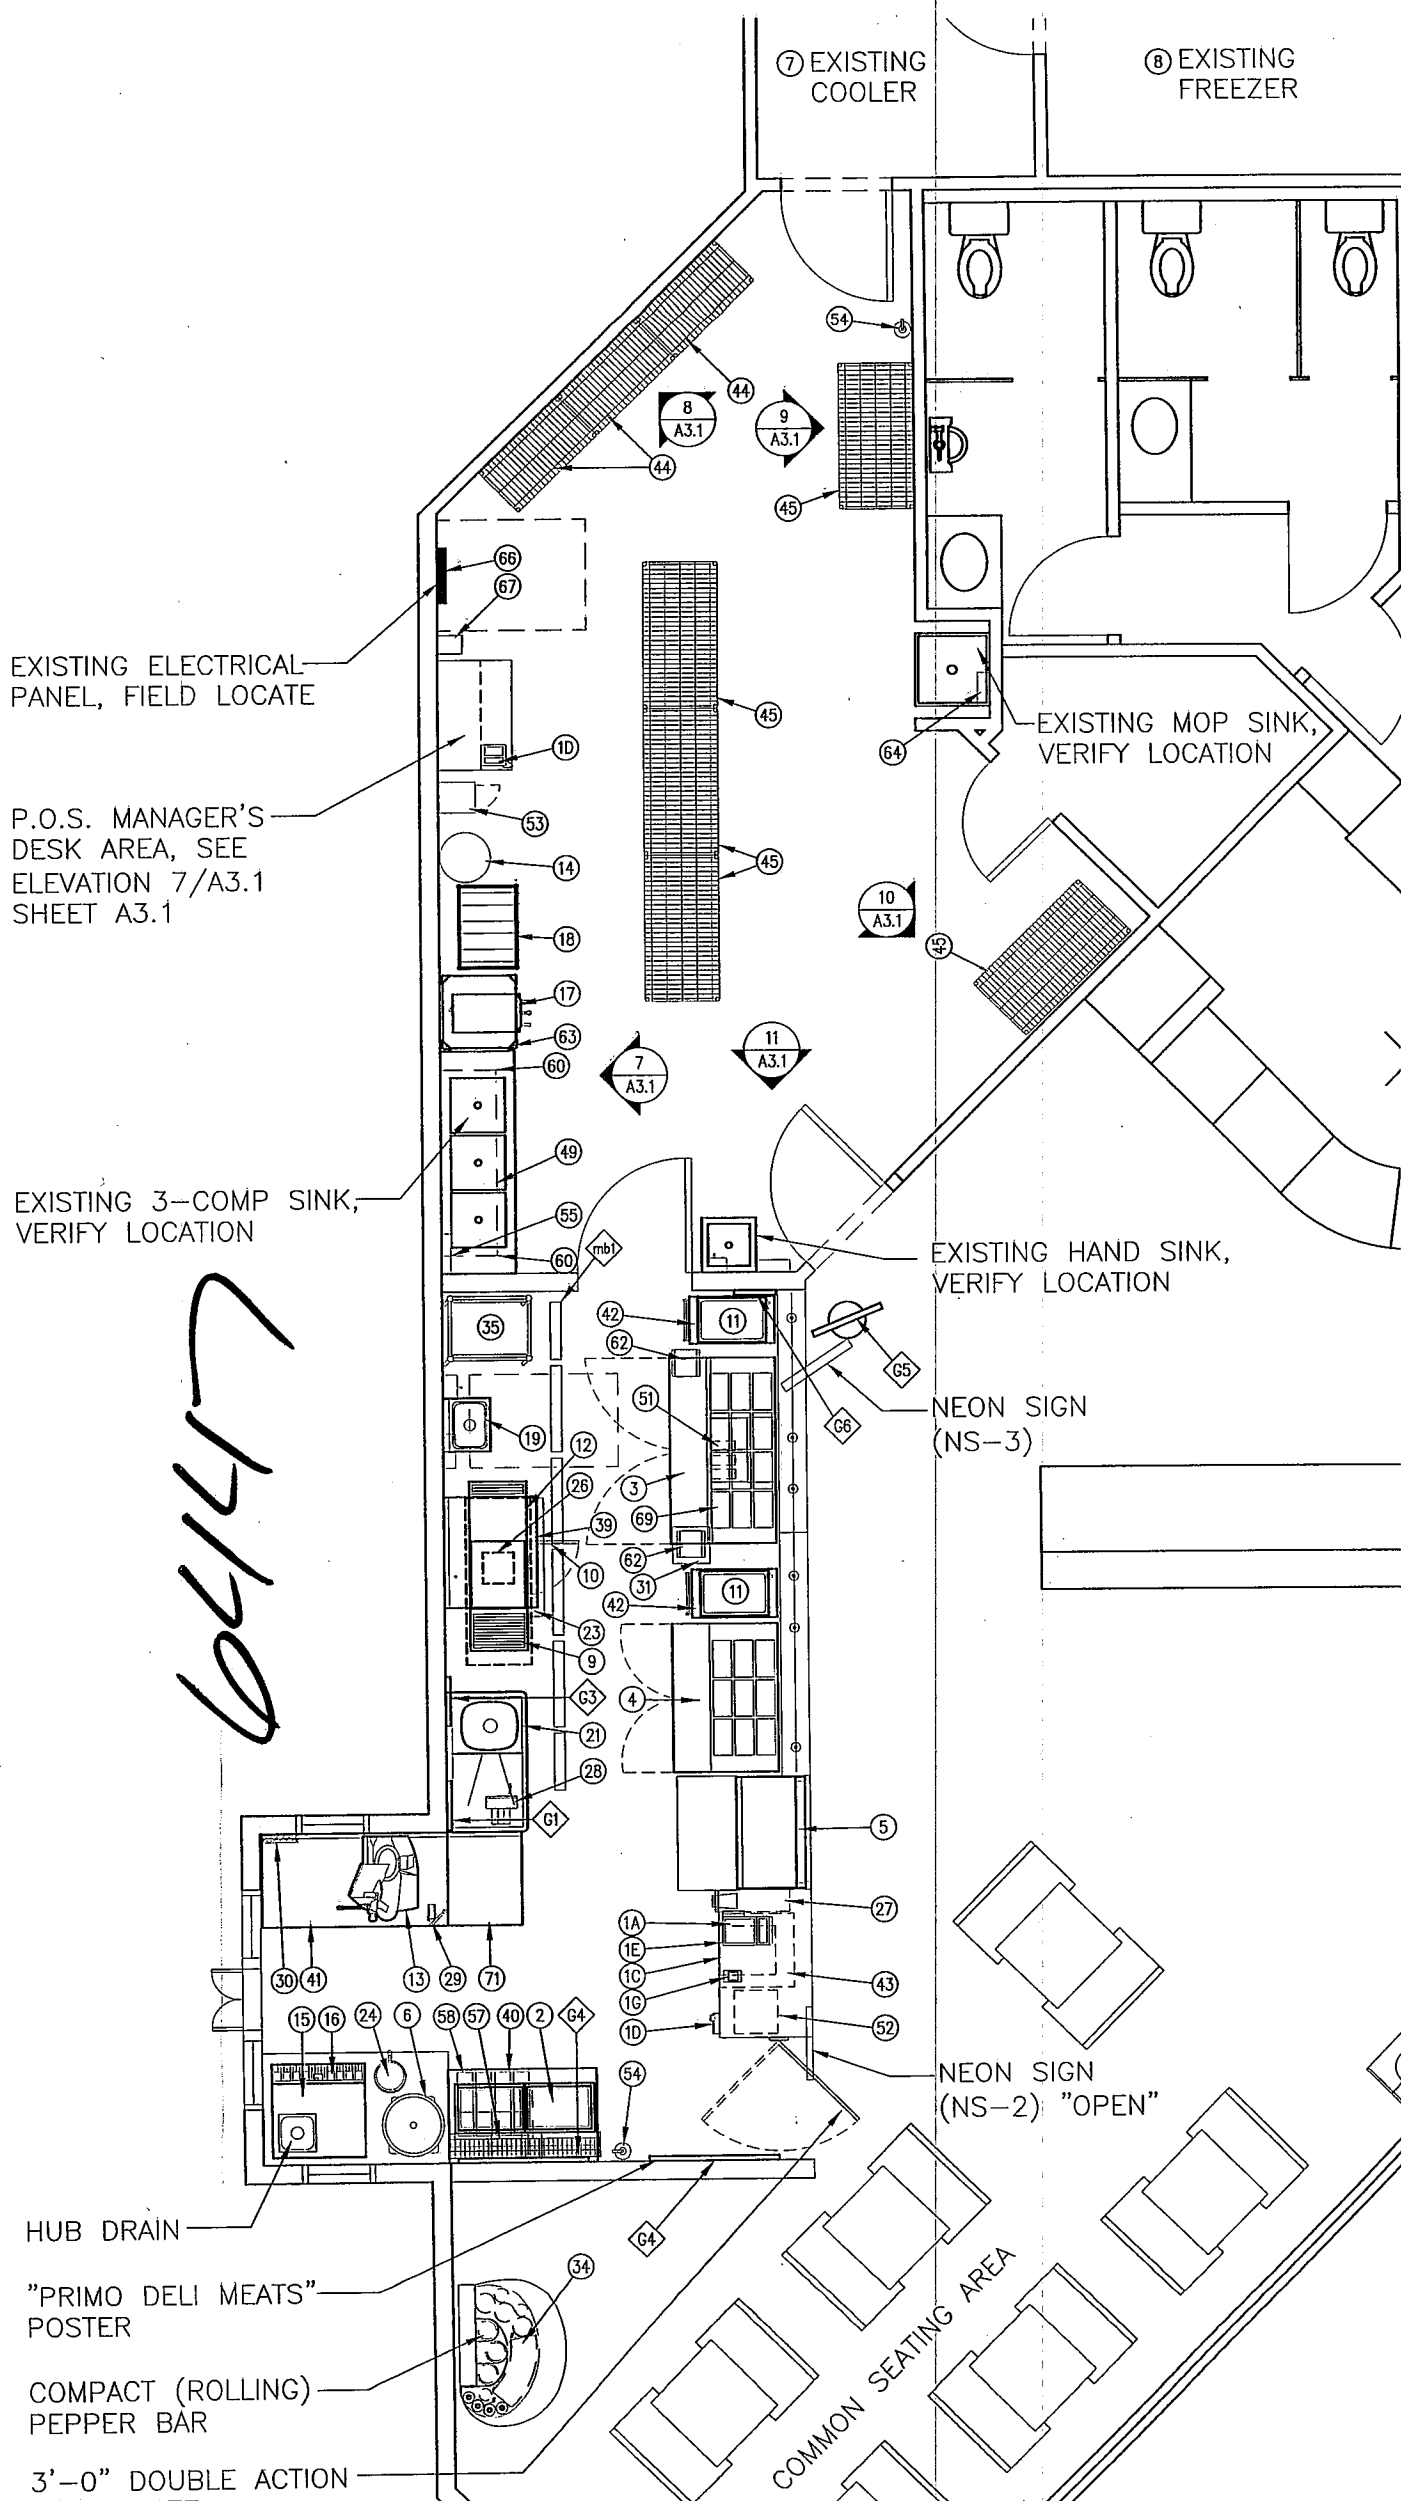 7 EXISTING
COOLER
8 EXISTING
FREEZER
54
44
8
A3.1
9
A3.1
44
45
66
67
EXISTING ELECTRICAL
PANEL, FIELD LOCATE
45
EXISTING MOP SINK,
VERIFY LOCATION
64
1D
P.O.S. MANAGER'S
DESK AREA, SEE
ELEVATION 7/A3.1
SHEET A3.1
53
14
45
10
A3.1
18
45
17
63
11
A3.1
60
7
A3.1
49
EXISTING 3-COMP SINK,
VERIFY LOCATION
55
60
mb1
EXISTING HAND SINK,
VERIFY LOCATION
35
42
11
62
G5
51
G6
NEON SIGN
(NS-3)
19
12
26
3
39
69
10
62
31
11
42
23
9
G3
4
21
28
G1
5
6447
27
1A
1E
1C
1G
1D
43
52
30
41
13
29
71
15
16
24
6
58
57
40
2
G4
54
NEON SIGN
(NS-2) "OPEN"
HUB DRAIN
G4
34
"PRIMO DELI MEATS"
POSTER
COMPACT (ROLLING)
PEPPER BAR
COMMON SEATING AREA
3'-0" DOUBLE ACTION